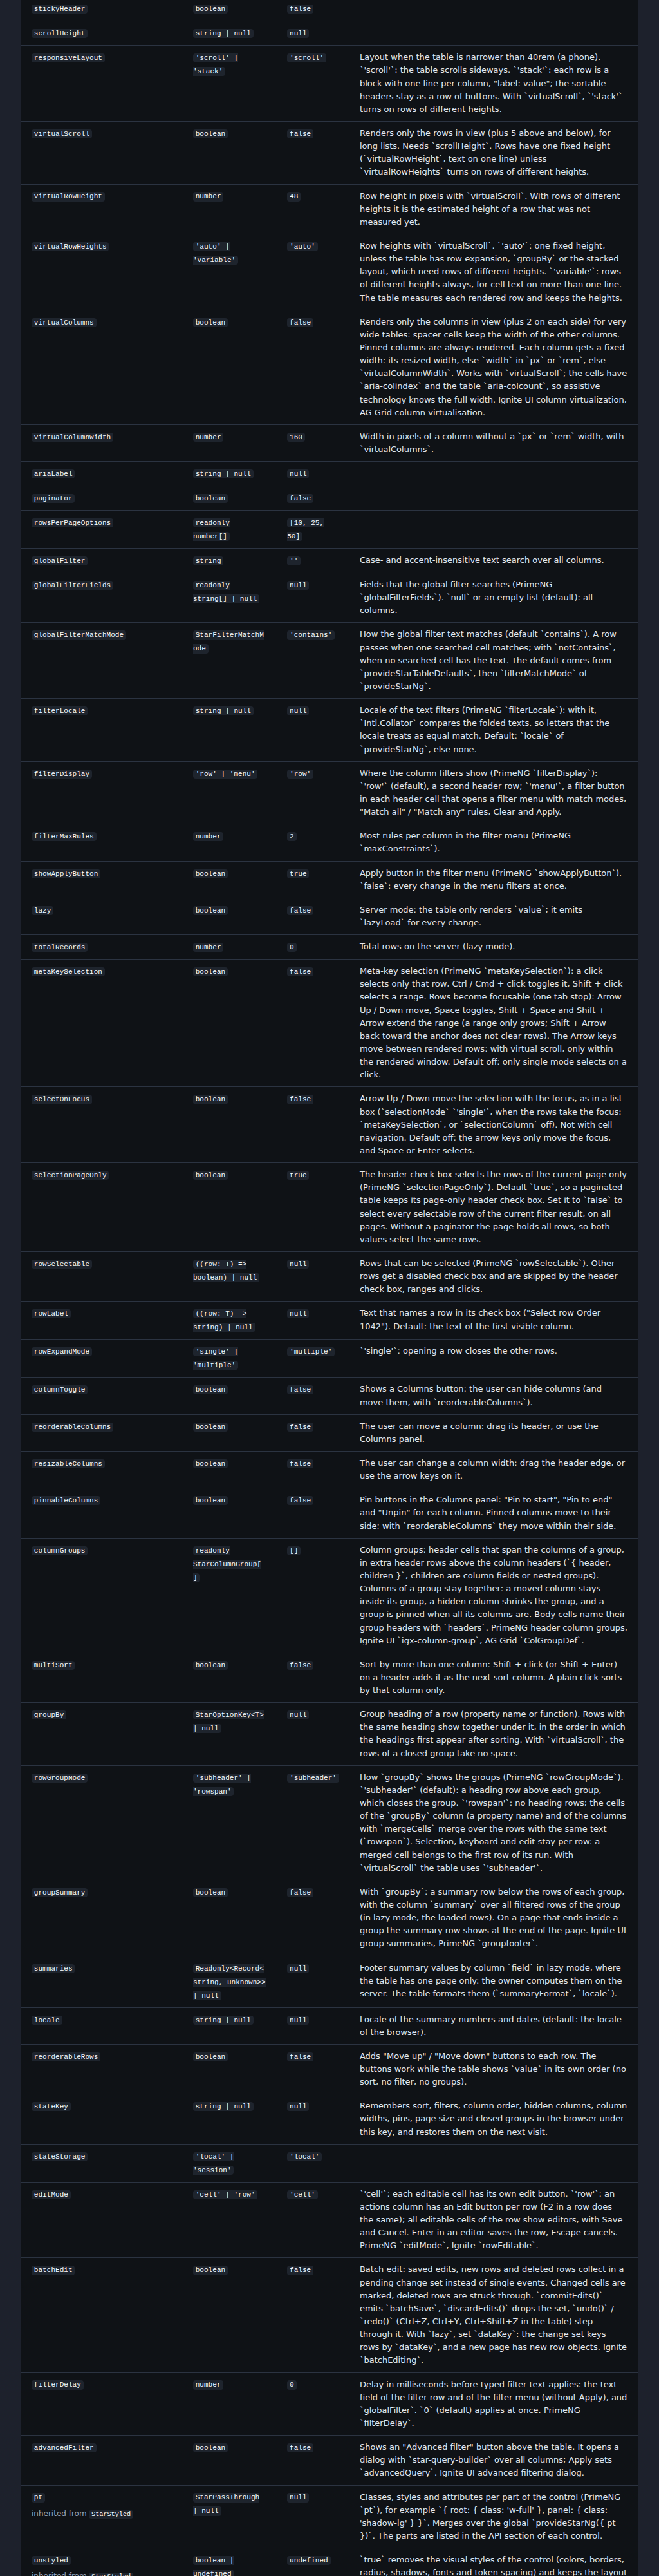 stickyHeader boolean false
scrollHeight string | null null
responsiveLayout 'scroll' | 'scroll' Layout when the table is narrower than 40rem (a phone).
'stack' `'scroll'`: the table scrolls sideways. `'stack'`: each row is a
block with one line per column, "label: value"; the sortable
headers stay as a row of buttons. With `virtualScroll`, `'stack'`
turns on rows of different heights.
virtualScroll boolean false Renders only the rows in view (plus 5 above and below), for
long lists. Needs `scrollHeight`. Rows have one fixed height
(`virtualRowHeight`, text on one line) unless
`virtualRowHeights` turns on rows of different heights.
virtualRowHeight number 48 Row height in pixels with `virtualScroll`. With rows of different
heights it is the estimated height of a row that was not
measured yet.
virtualRowHeights 'auto' | 'auto' Row heights with `virtualScroll`. `'auto'`: one fixed height,
'variable' unless the table has row expansion, `groupBy` or the stacked
layout, which need rows of different heights. `'variable'`: rows
of different heights always, for cell text on more than one line.
The table measures each rendered row and keeps the heights.
virtualColumns boolean false Renders only the columns in view (plus 2 on each side) for very
wide tables: spacer cells keep the width of the other columns.
Pinned columns are always rendered. Each column gets a fixed
width: its resized width, else `width` in `px` or `rem`, else
`virtualColumnWidth`. Works with `virtualScroll`; the cells have
`aria-colindex` and the table `aria-colcount`, so assistive
technology knows the full width. Ignite UI column virtualization,
AG Grid column virtualisation.
virtualColumnWidth number 160 Width in pixels of a column without a `px` or `rem` width, with
`virtualColumns`.
ariaLabel string | null null
paginator boolean false
rowsPerPageOptions readonly [10, 25,
number[] 50]
globalFilter string '' Case- and accent-insensitive text search over all columns.
globalFilterFields readonly null Fields that the global filter searches (PrimeNG
string[] | null `globalFilterFields`). `null` or an empty list (default): all
columns.
globalFilterMatchMode StarFilterMatchM 'contains' How the global filter text matches (default `contains`). A row
ode passes when one searched cell matches; with `notContains`,
when no searched cell has the text. The default comes from
`provideStarTableDefaults`, then `filterMatchMode` of
`provideStarNg`.
filterLocale string | null null Locale of the text filters (PrimeNG `filterLocale`): with it,
`Intl.Collator` compares the folded texts, so letters that the
locale treats as equal match. Default: `locale` of
`provideStarNg`, else none.
filterDisplay 'row' | 'menu' 'row' Where the column filters show (PrimeNG `filterDisplay`):
`'row'` (default), a second header row; `'menu'`, a filter button
in each header cell that opens a filter menu with match modes,
"Match all" / "Match any" rules, Clear and Apply.
filterMaxRules number 2 Most rules per column in the filter menu (PrimeNG
`maxConstraints`).
showApplyButton boolean true Apply button in the filter menu (PrimeNG `showApplyButton`).
`false`: every change in the menu filters at once.
lazy boolean false Server mode: the table only renders `value`; it emits
`lazyLoad` for every change.
totalRecords number 0 Total rows on the server (lazy mode).
metaKeySelection boolean false Meta-key selection (PrimeNG `metaKeySelection`): a click
selects only that row, Ctrl / Cmd + click toggles it, Shift + click
selects a range. Rows become focusable (one tab stop): Arrow
Up / Down move, Space toggles, Shift + Space and Shift +
Arrow extend the range (a range only grows; Shift + Arrow
back toward the anchor does not clear rows). The Arrow keys
move between rendered rows: with virtual scroll, only within
the rendered window. Default off: only single mode selects on a
click.
selectOnFocus boolean false Arrow Up / Down move the selection with the focus, as in a list
box (`selectionMode` `'single'`, when the rows take the focus:
`metaKeySelection`, or `selectionColumn` off). Not with cell
navigation. Default off: the arrow keys only move the focus,
and Space or Enter selects.
selectionPageOnly boolean true The header check box selects the rows of the current page only
(PrimeNG `selectionPageOnly`). Default `true`, so a paginated
table keeps its page-only header check box. Set it to `false` to
select every selectable row of the current filter result, on all
pages. Without a paginator the page holds all rows, so both
values select the same rows.
rowSelectable ((row: T) => null Rows that can be selected (PrimeNG `rowSelectable`). Other
boolean) | null rows get a disabled check box and are skipped by the header
check box, ranges and clicks.
rowLabel ((row: T) => null Text that names a row in its check box ("Select row Order
string) | null 1042"). Default: the text of the first visible column.
rowExpandMode 'single' | 'multiple' `'single'`: opening a row closes the other rows.
'multiple'
columnToggle boolean false Shows a Columns button: the user can hide columns (and
move them, with `reorderableColumns`).
reorderableColumns boolean false The user can move a column: drag its header, or use the
Columns panel.
resizableColumns boolean false The user can change a column width: drag the header edge, or
use the arrow keys on it.
pinnableColumns boolean false Pin buttons in the Columns panel: "Pin to start", "Pin to end"
and "Unpin" for each column. Pinned columns move to their
side; with `reorderableColumns` they move within their side.
columnGroups readonly [] Column groups: header cells that span the columns of a group,
StarColumnGroup[ in extra header rows above the column headers (`{ header,
] children }`, children are column fields or nested groups).
Columns of a group stay together: a moved column stays
inside its group, a hidden column shrinks the group, and a
group is pinned when all its columns are. Body cells name their
group headers with `headers`. PrimeNG header column groups,
Ignite UI `igx-column-group`, AG Grid `ColGroupDef`.
multiSort boolean false Sort by more than one column: Shift + click (or Shift + Enter)
on a header adds it as the next sort column. A plain click sorts
by that column only.
groupBy StarOptionKey<T> null Group heading of a row (property name or function). Rows with
| null the same heading show together under it, in the order in which
the headings first appear after sorting. With `virtualScroll`, the
rows of a closed group take no space.
rowGroupMode 'subheader' | 'subheader' How `groupBy` shows the groups (PrimeNG `rowGroupMode`).
'rowspan' `'subheader'` (default): a heading row above each group,
which closes the group. `'rowspan'`: no heading rows; the cells
of the `groupBy` column (a property name) and of the columns
with `mergeCells` merge over the rows with the same text
(`rowspan`). Selection, keyboard and edit stay per row: a
merged cell belongs to the first row of its run. With
`virtualScroll` the table uses `'subheader'`.
groupSummary boolean false With `groupBy`: a summary row below the rows of each group,
with the column `summary` over all filtered rows of the group
(in lazy mode, the loaded rows). On a page that ends inside a
group the summary row shows at the end of the page. Ignite UI
group summaries, PrimeNG `groupfooter`.
summaries Readonly<Record< null Footer summary values by column `field` in lazy mode, where
string, unknown>> the table has one page only: the owner computes them on the
| null server. The table formats them (`summaryFormat`, `locale`).
locale string | null null Locale of the summary numbers and dates (default: the locale
of the browser).
reorderableRows boolean false Adds "Move up" / "Move down" buttons to each row. The
buttons work while the table shows `value` in its own order (no
sort, no filter, no groups).
stateKey string | null null Remembers sort, filters, column order, hidden columns, column
widths, pins, page size and closed groups in the browser under
this key, and restores them on the next visit.
stateStorage 'local' | 'local'
'session'
editMode 'cell' | 'row' 'cell' `'cell'`: each editable cell has its own edit button. `'row'`: an
actions column has an Edit button per row (F2 in a row does
the same); all editable cells of the row show editors, with Save
and Cancel. Enter in an editor saves the row, Escape cancels.
PrimeNG `editMode`, Ignite `rowEditable`.
batchEdit boolean false Batch edit: saved edits, new rows and deleted rows collect in a
pending change set instead of single events. Changed cells are
marked, deleted rows are struck through. `commitEdits()`
emits `batchSave`, `discardEdits()` drops the set, `undo()` /
`redo()` (Ctrl+Z, Ctrl+Y, Ctrl+Shift+Z in the table) step
through it. With `lazy`, set `dataKey`: the change set keys
rows by `dataKey`, and a new page has new row objects. Ignite
`batchEditing`.
filterDelay number 0 Delay in milliseconds before typed filter text applies: the text
field of the filter row and of the filter menu (without Apply), and
`globalFilter`. `0` (default) applies at once. PrimeNG
`filterDelay`.
advancedFilter boolean false Shows an "Advanced filter" button above the table. It opens a
dialog with `star-query-builder` over all columns; Apply sets
`advancedQuery`. Ignite UI advanced filtering dialog.
pt StarPassThrough null Classes, styles and attributes per part of the control (PrimeNG
inherited from StarStyled | null `pt`), for example `{ root: { class: 'w-full' }, panel: { class:
'shadow-lg' } }`. Merges over the global `provideStarNg({ pt
})`. The parts are listed in the API section of each control.
unstyled boolean | undefined `true` removes the visual styles of the control (colors, borders,
inherited from StarStyled undefined radius, shadows, fonts and token spacing) and keeps the layout